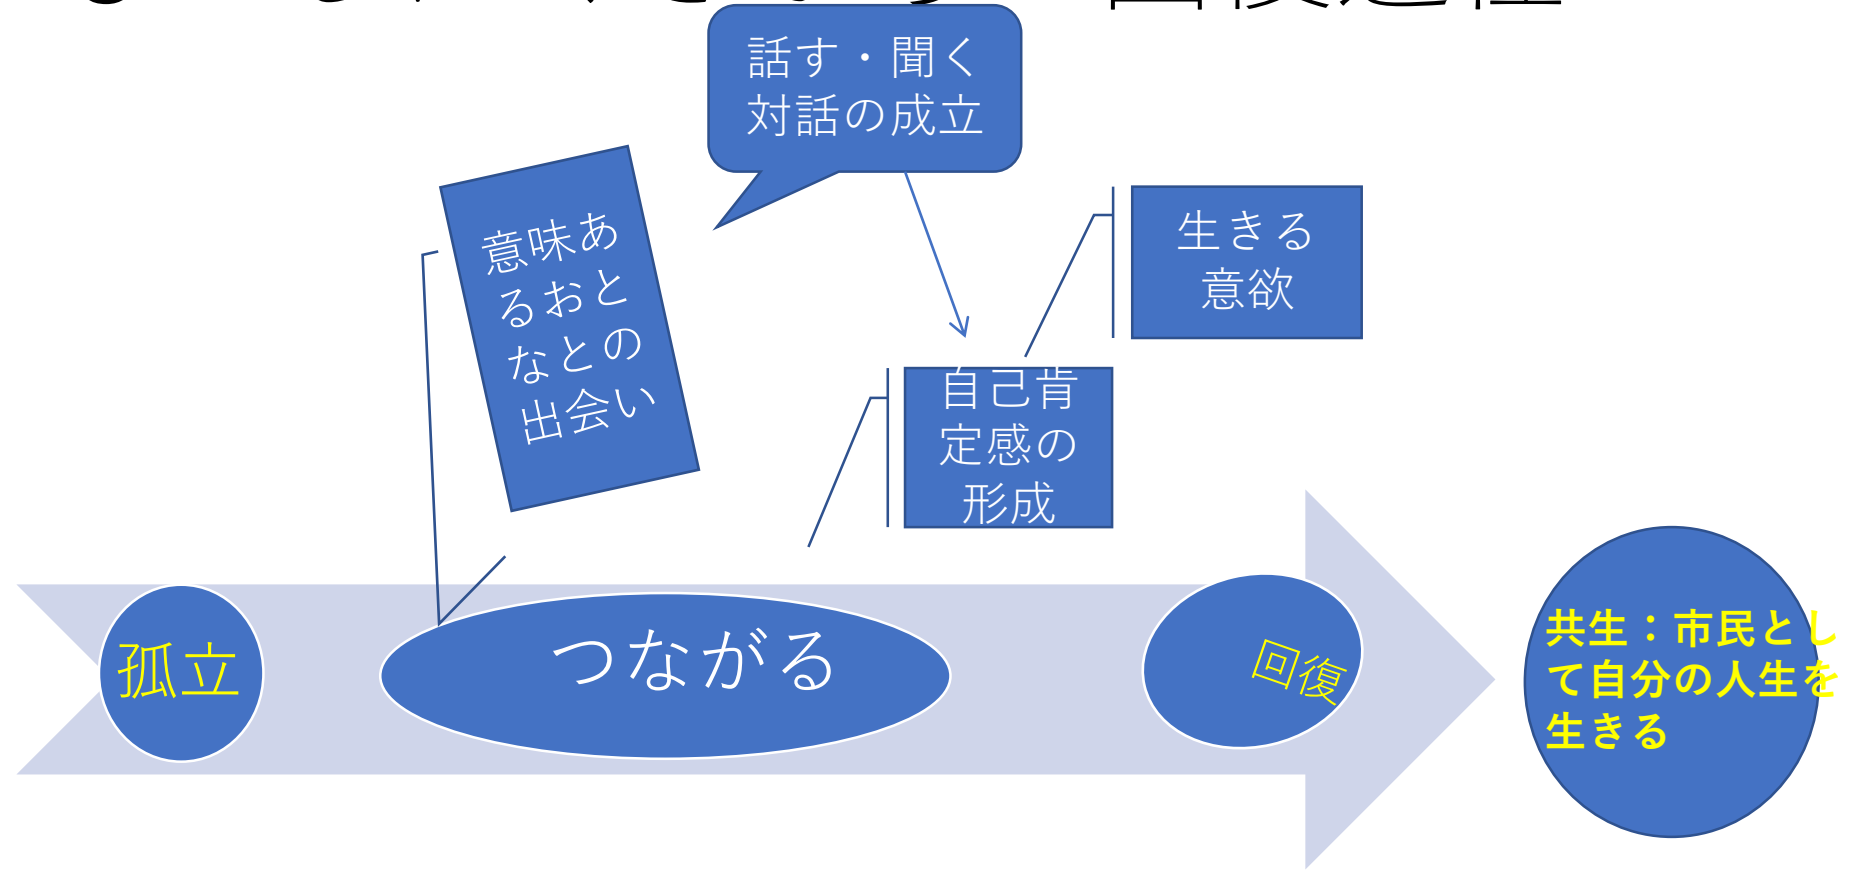 話す・聞く
対話の成立
意味あ
るおと
なとの
出会い
生きる
意欲
自己肯
定感の
形成
孤立
つながる
回復
共生：市民とし
て自分の人生を
生きる